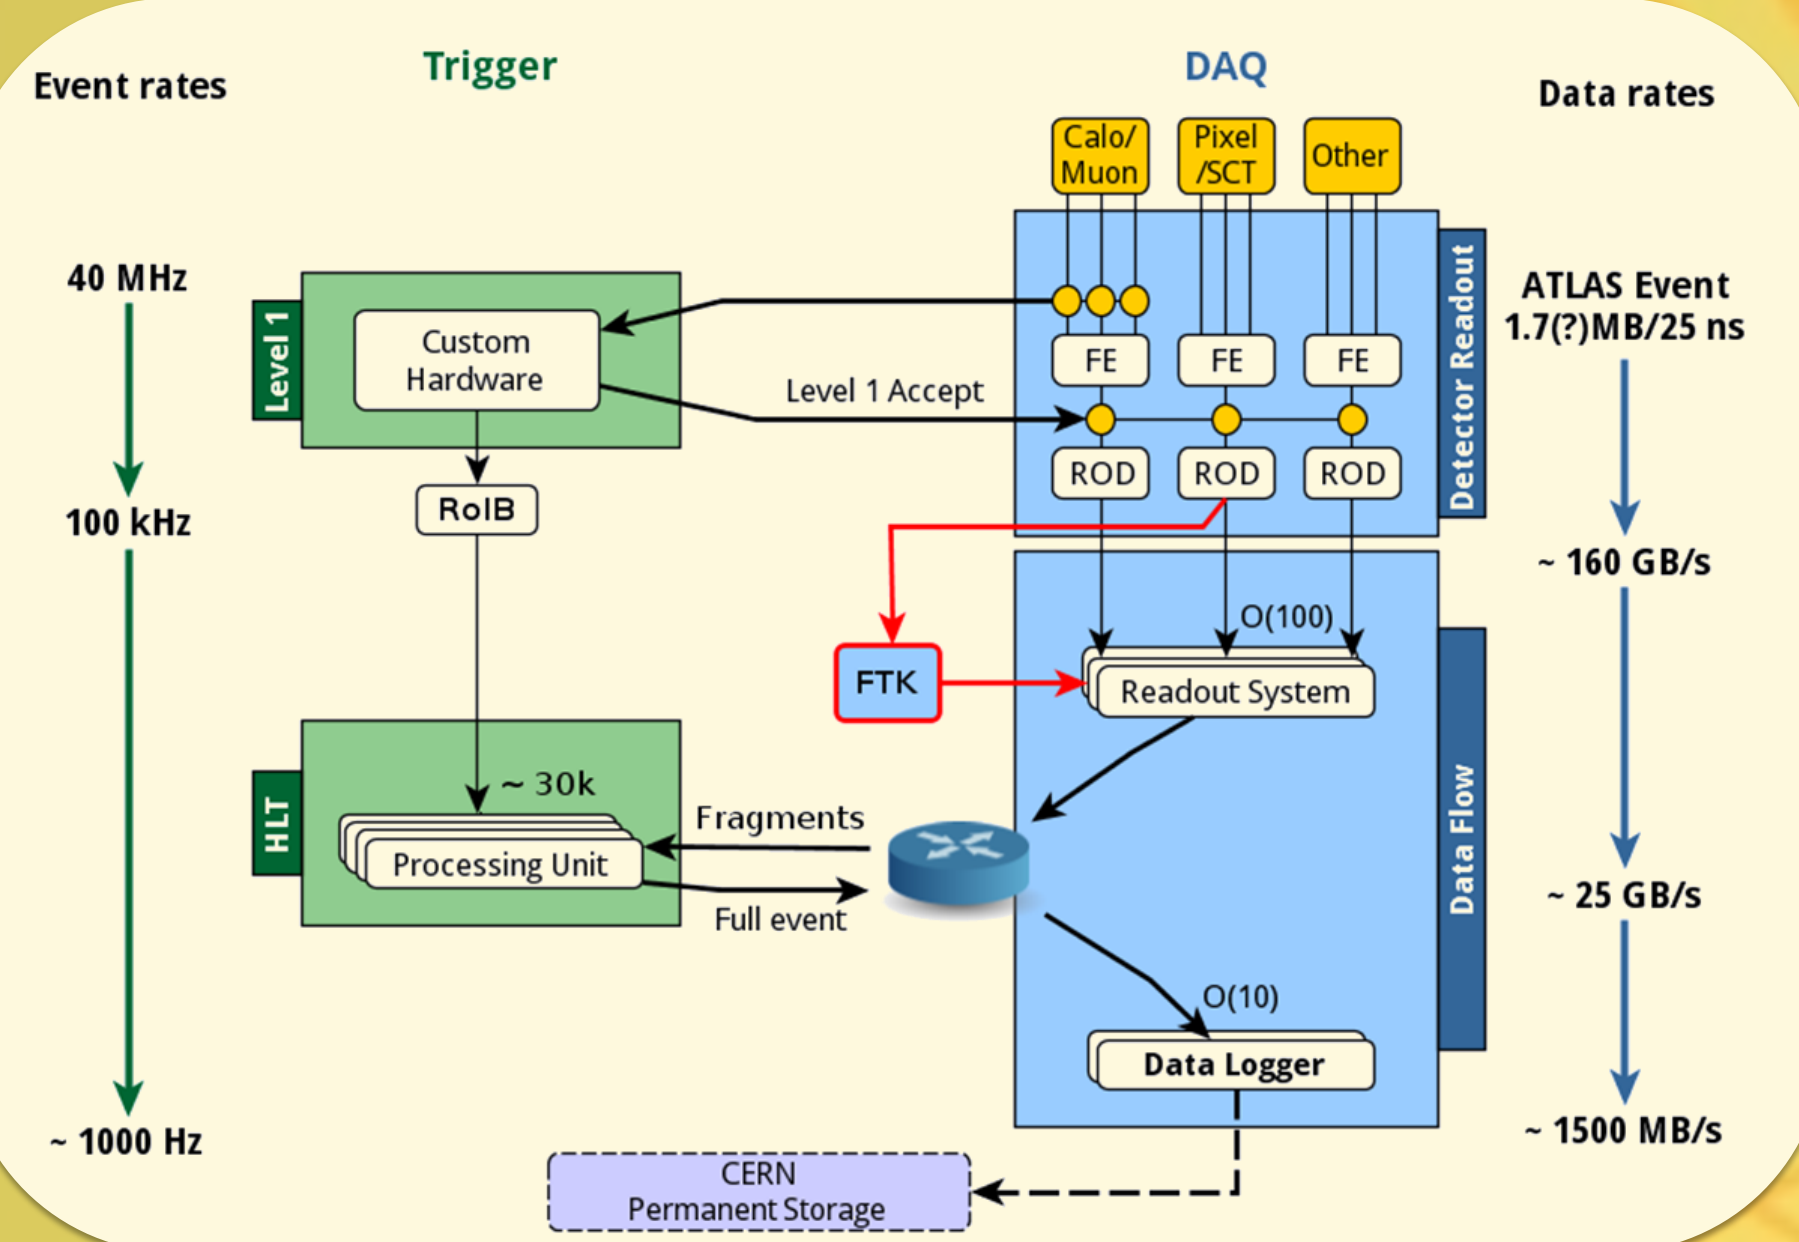 Event rates
Trigger
DAQ
Data rates
Calo/
Muon
Pixel
/SCT
Other
40 MHz
100 kHz
~ 1000 Hz
Level 1
Custom
Hardware
Level 1 Accept
RoIB
FE
FE
FE
ROD
ROD
ROD
Detector Readout
ATLAS Event
1.7(?)MB/25 ns
~ 160 GB/s
FTK
O(100)
Readout System
HLT
~ 30k
Processing Unit
Fragments
Full event
Data Flow
~ 25 GB/s
O(10)
Data Logger
~ 1500 MB/s
CERN
Permanent Storage